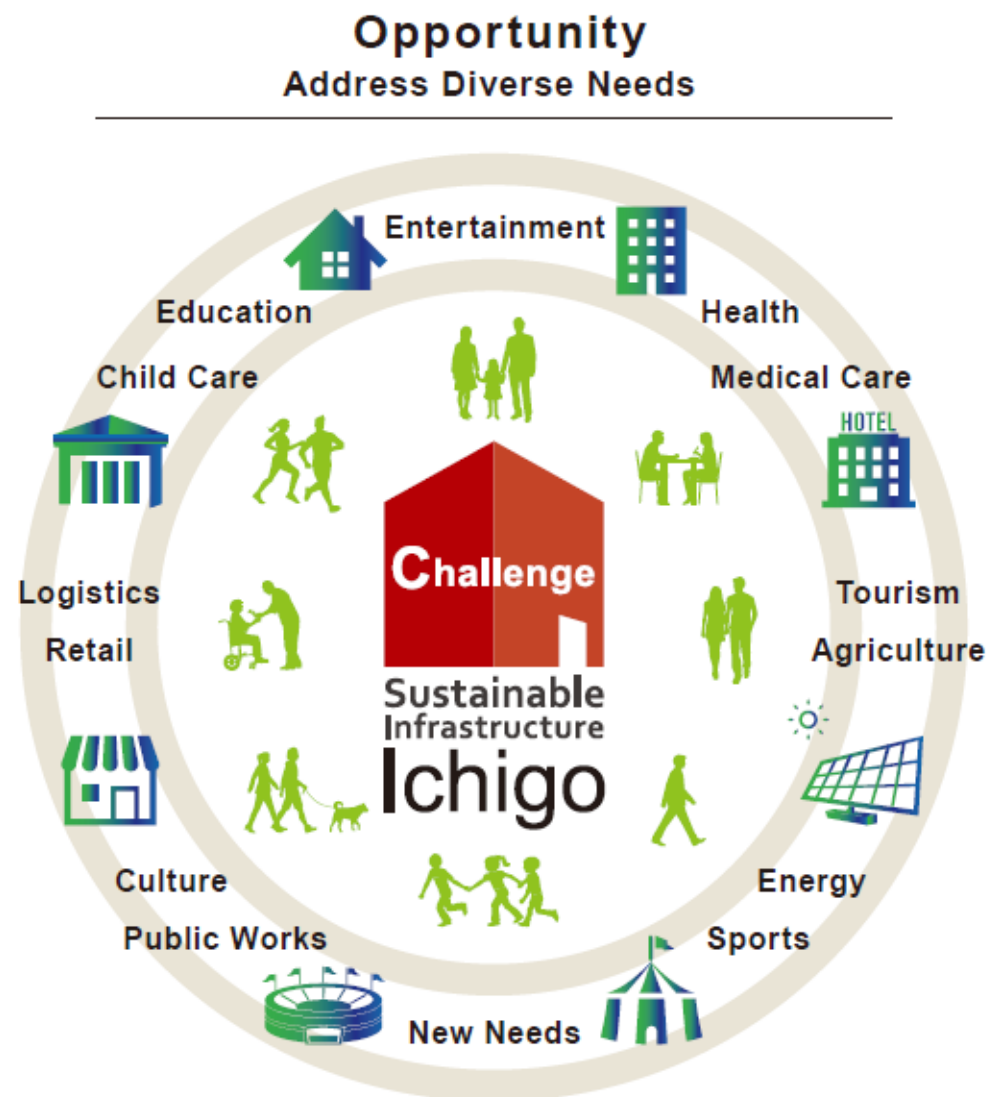 Opportunity
Address Diverse Needs
Entertainment
Education
Health
Child Care
Medical Care
HOTEL
Challenge
Logistics
Tourism
Retail
Agriculture
Sustainable
Infrastructure
Ichigo
Culture
Energy
Public Works
Sports
New Needs